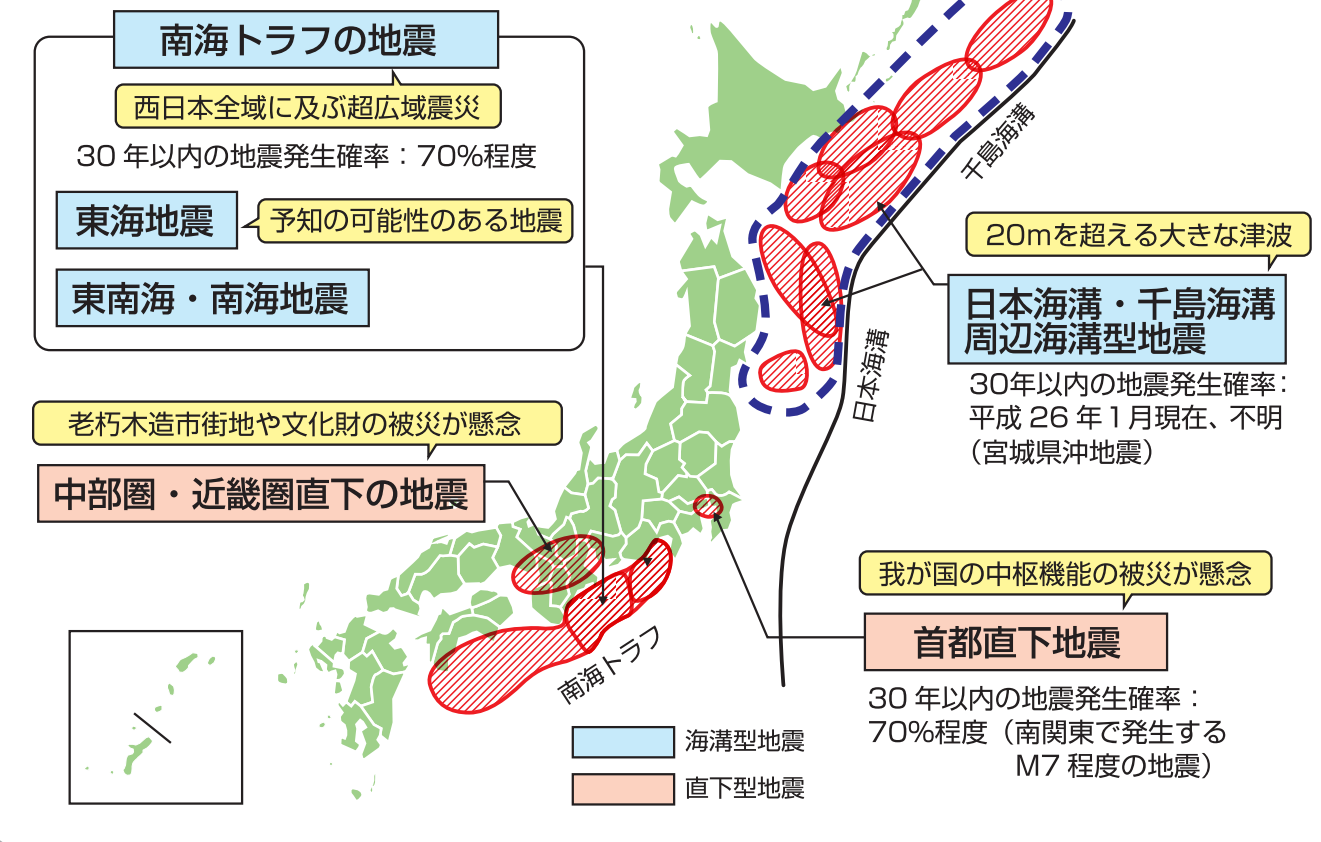 南海トラフの地震
西日本全域に及ぶ超広域震災
30 年以内の地震発生確率：70%程度
東海地震
予知の可能性のある地震
東南海・南海地震
老朽木造市街地や文化財の被災が懸念
中部圏・近畿圏直下の地震
千島海溝
20mを超える大きな津波
日本海溝・千島海溝
周辺海溝型地震
30年以内の地震発生確率：
平成 26 年１月現在、不明
（宮城県沖地震）
日本海溝
我が国の中枢機能の被災が懸念
首都直下地震
30 年以内の地震発生確率：
70%程度（南関東で発生する
M7 程度の地震）
南海トラフ
海溝型地震
直下型地震